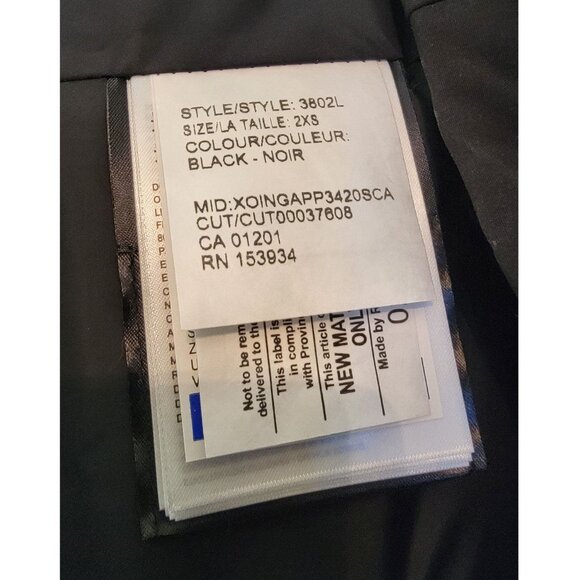 STYLE/STYLE: 3802L
SIZE/LA TAILLE: 2XS
COLOUR/COULEUR:
BLACK - NOIR
MID:XOINGAPP3420SCA
CUT/CUT00037608
CA 01201
RN 153934
Not to be rem
delivered to the
This label is
in compli
with Provin
This article
NEW MAT
ONL
Made by